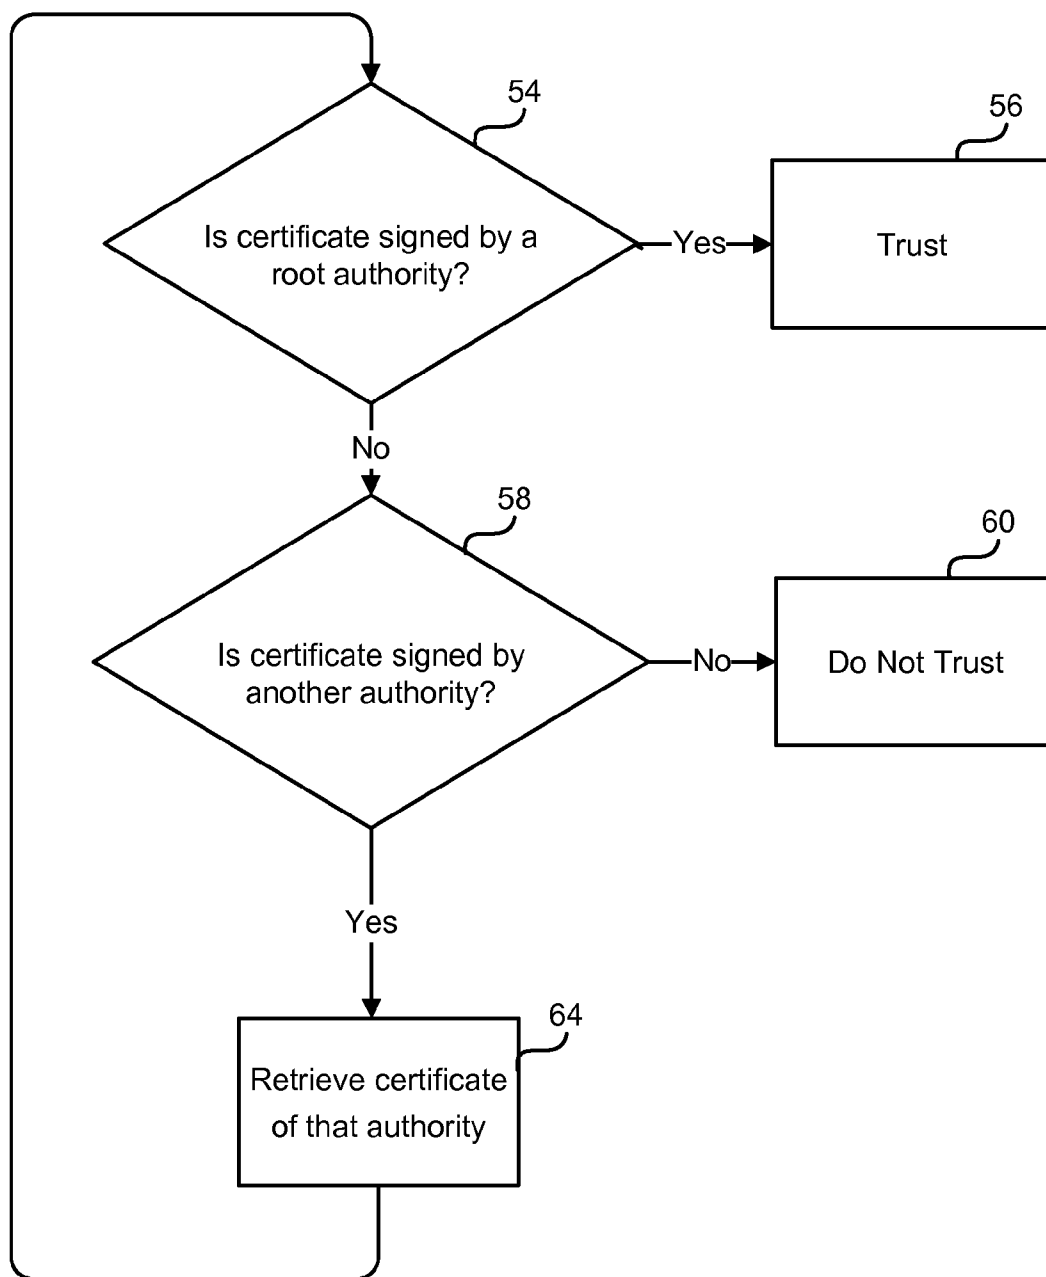 54
56
Is certificate signed by a
root authority?
Yes
Trust
No
58
60
Is certificate signed by
another authority?
No
Do Not Trust
Yes
64
Retrieve certificate
of that authority